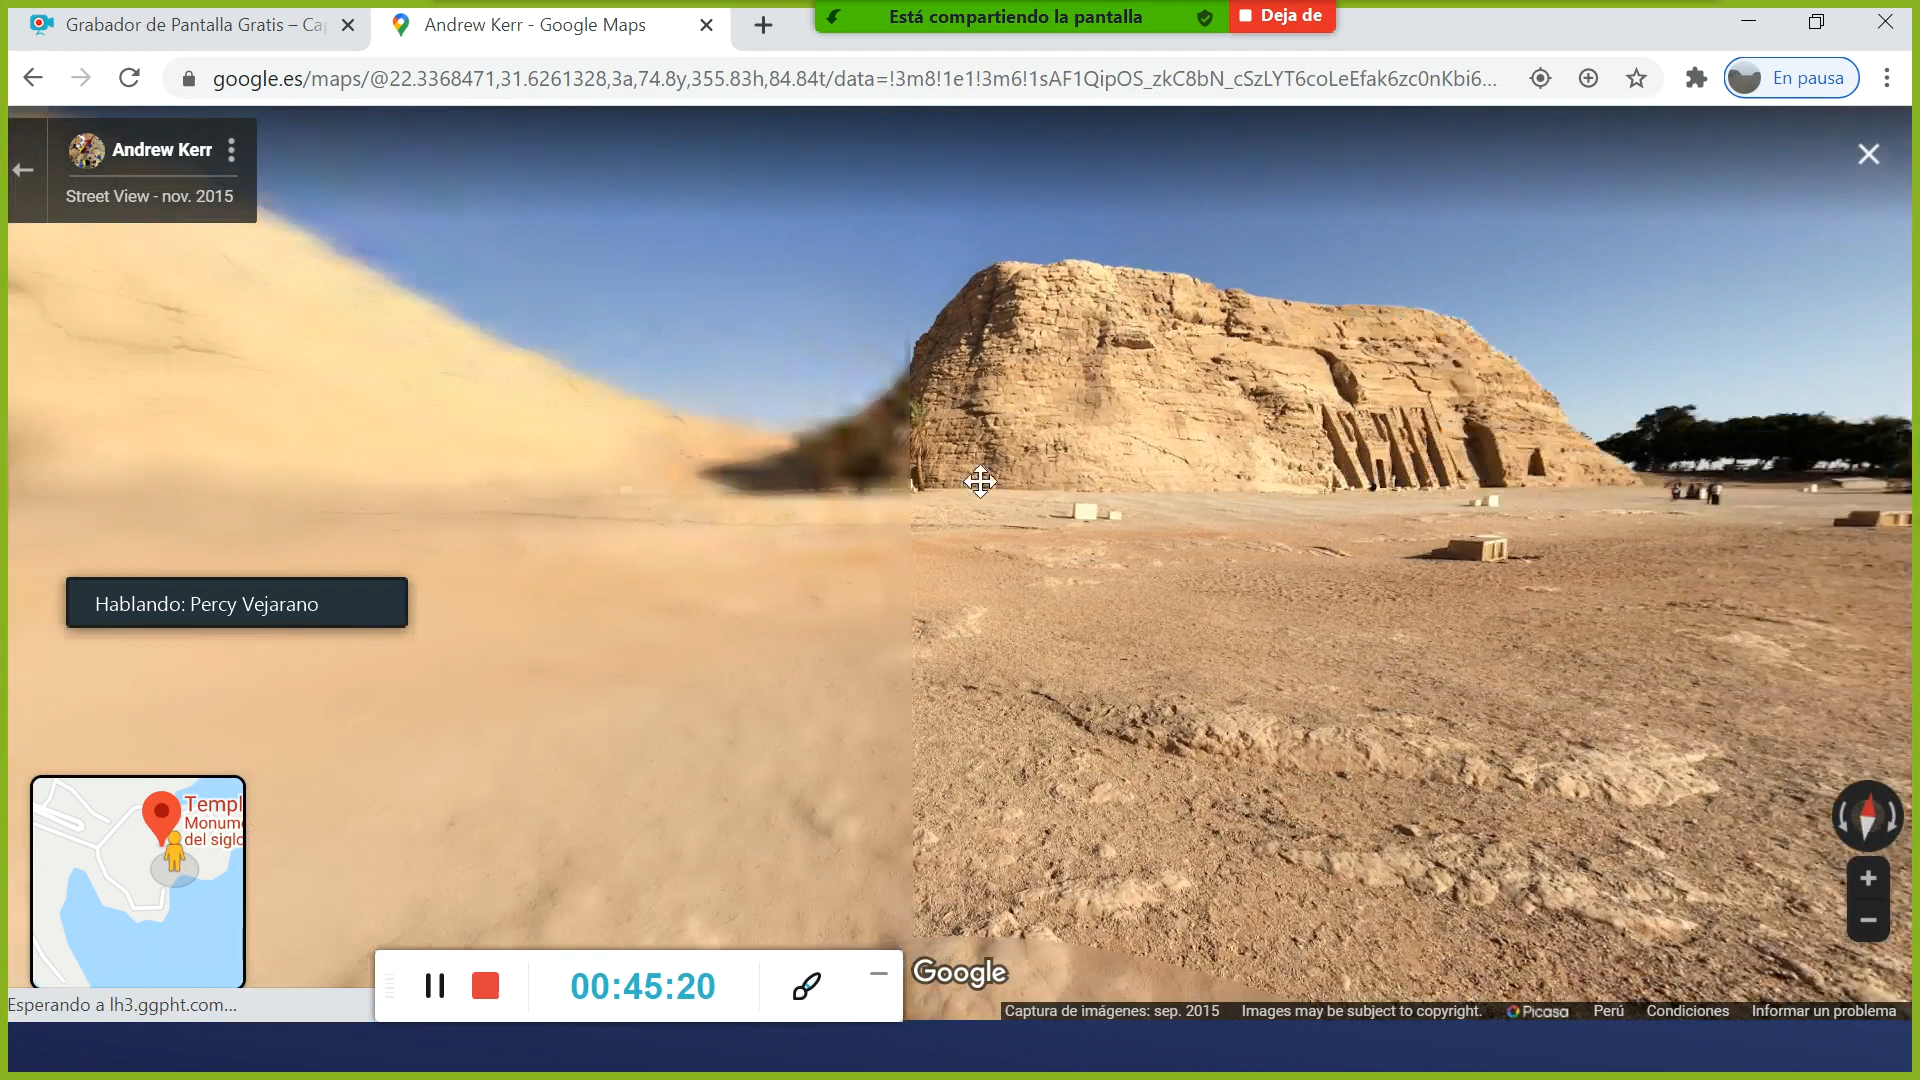 Está compartiendo la pantalla
Deja de
Grabador de Pantalla Gratis – Ca
Andrew Kerr - Google Maps
google.es/maps/@22.3368471,31.6261328,3a,74.8y,355.83h,84.84t/data=!3m8!1e1!3m6!1sAF1QipOS_zkC8bN_cSzLYT6coLeEfak6zc0nKbi6...
En pausa
Andrew Kerr
Street View - nov. 2015
Hablando: Percy Vejarano
Templ
Monume
del siglo
00:45:20
Google
Esperando a lh3.ggpht.com...
Captura de imágenes: sep. 2015 Images may be subject to copyright. Picasa Perú Condiciones Informar un problema